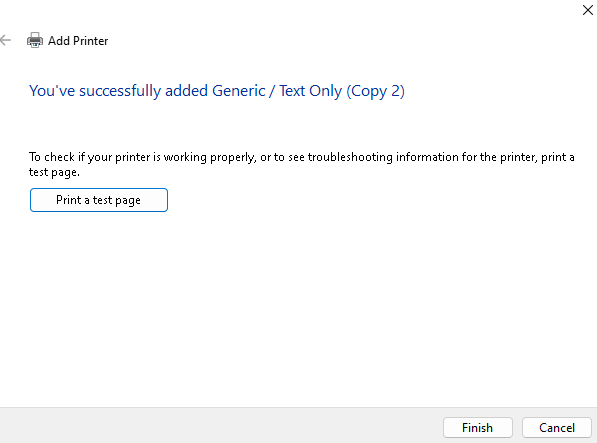 Add Printer
You've successfully added Generic / Text Only (Copy 2)
To check if your printer is working properly, or to see troubleshooting information for the printer, print a
test page.
Print a test page
Finish
Cancel